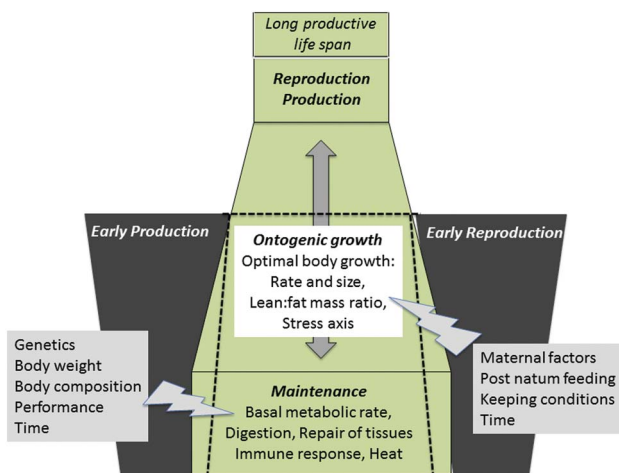 Long productive
life span
Reproduction
Production
Early Production
Early Reproduction
Ontogenic growth
Optimal body growth:
Rate and size,
Lean:fat mass ratio,
Stress axis
Genetics
Body weight
Body composition
Performance
Time
Maternal factors
Post natum feeding
Keeping conditions
Time
Maintenance
Basal metabolic rate,
Digestion, Repair of tissues
Immune response, Heat